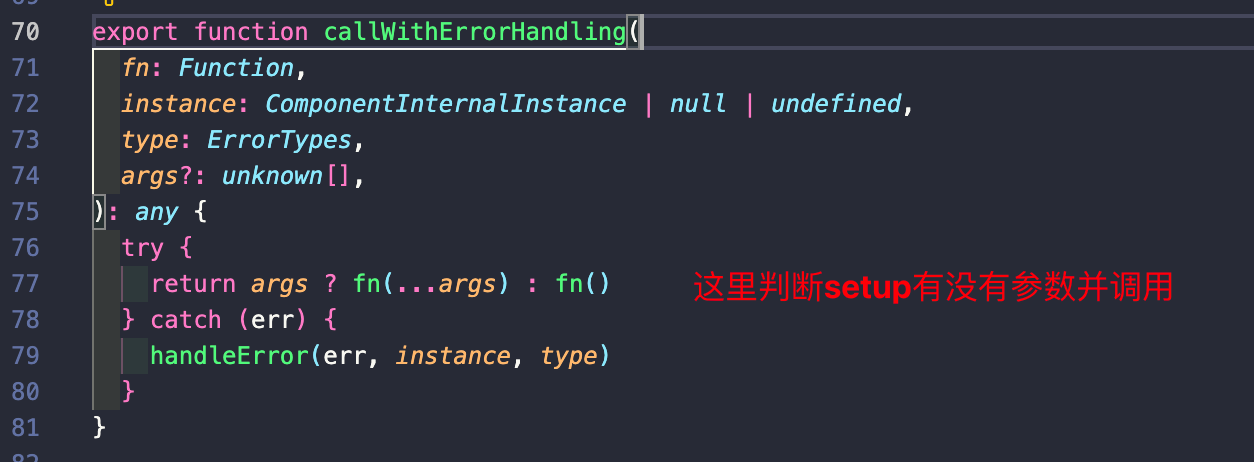 70 export function callWithErrorHandling(
71 fn: Function,
72 instance: ComponentInternalInstance | null | undefined,
73 type: ErrorTypes,
74 args?: unknown[],
75 ): any {
76 try {
77 return args ? fn(...args) : fn() 这里判断setup有没有参数并调用
78 } catch (err) {
79 handleError(err, instance, type)
80 }
81 }